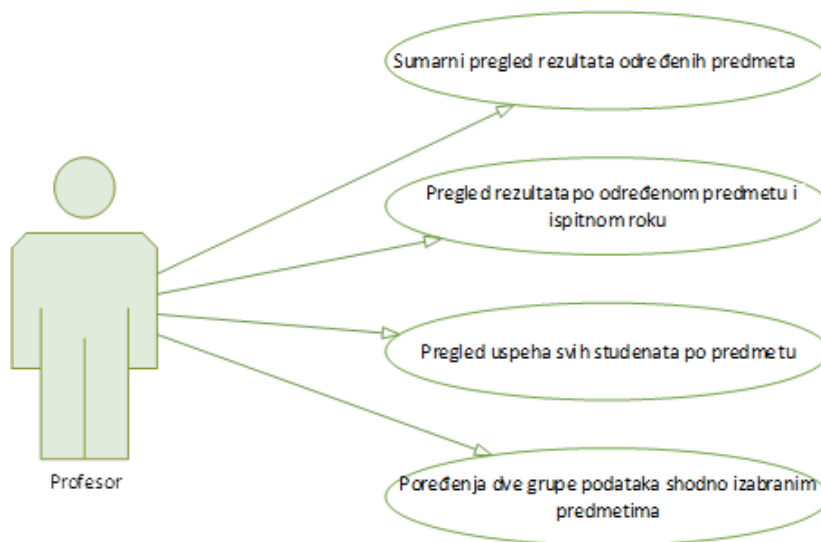 Sumarni pregled rezultata određenih predmeta
Pregled rezultata po određenom predmetu i
ispitnom roku
Pregled uspeha svih studenata po predmetu
Poređenja dve grupe podataka shodno izabranim
predmetima
Profesor